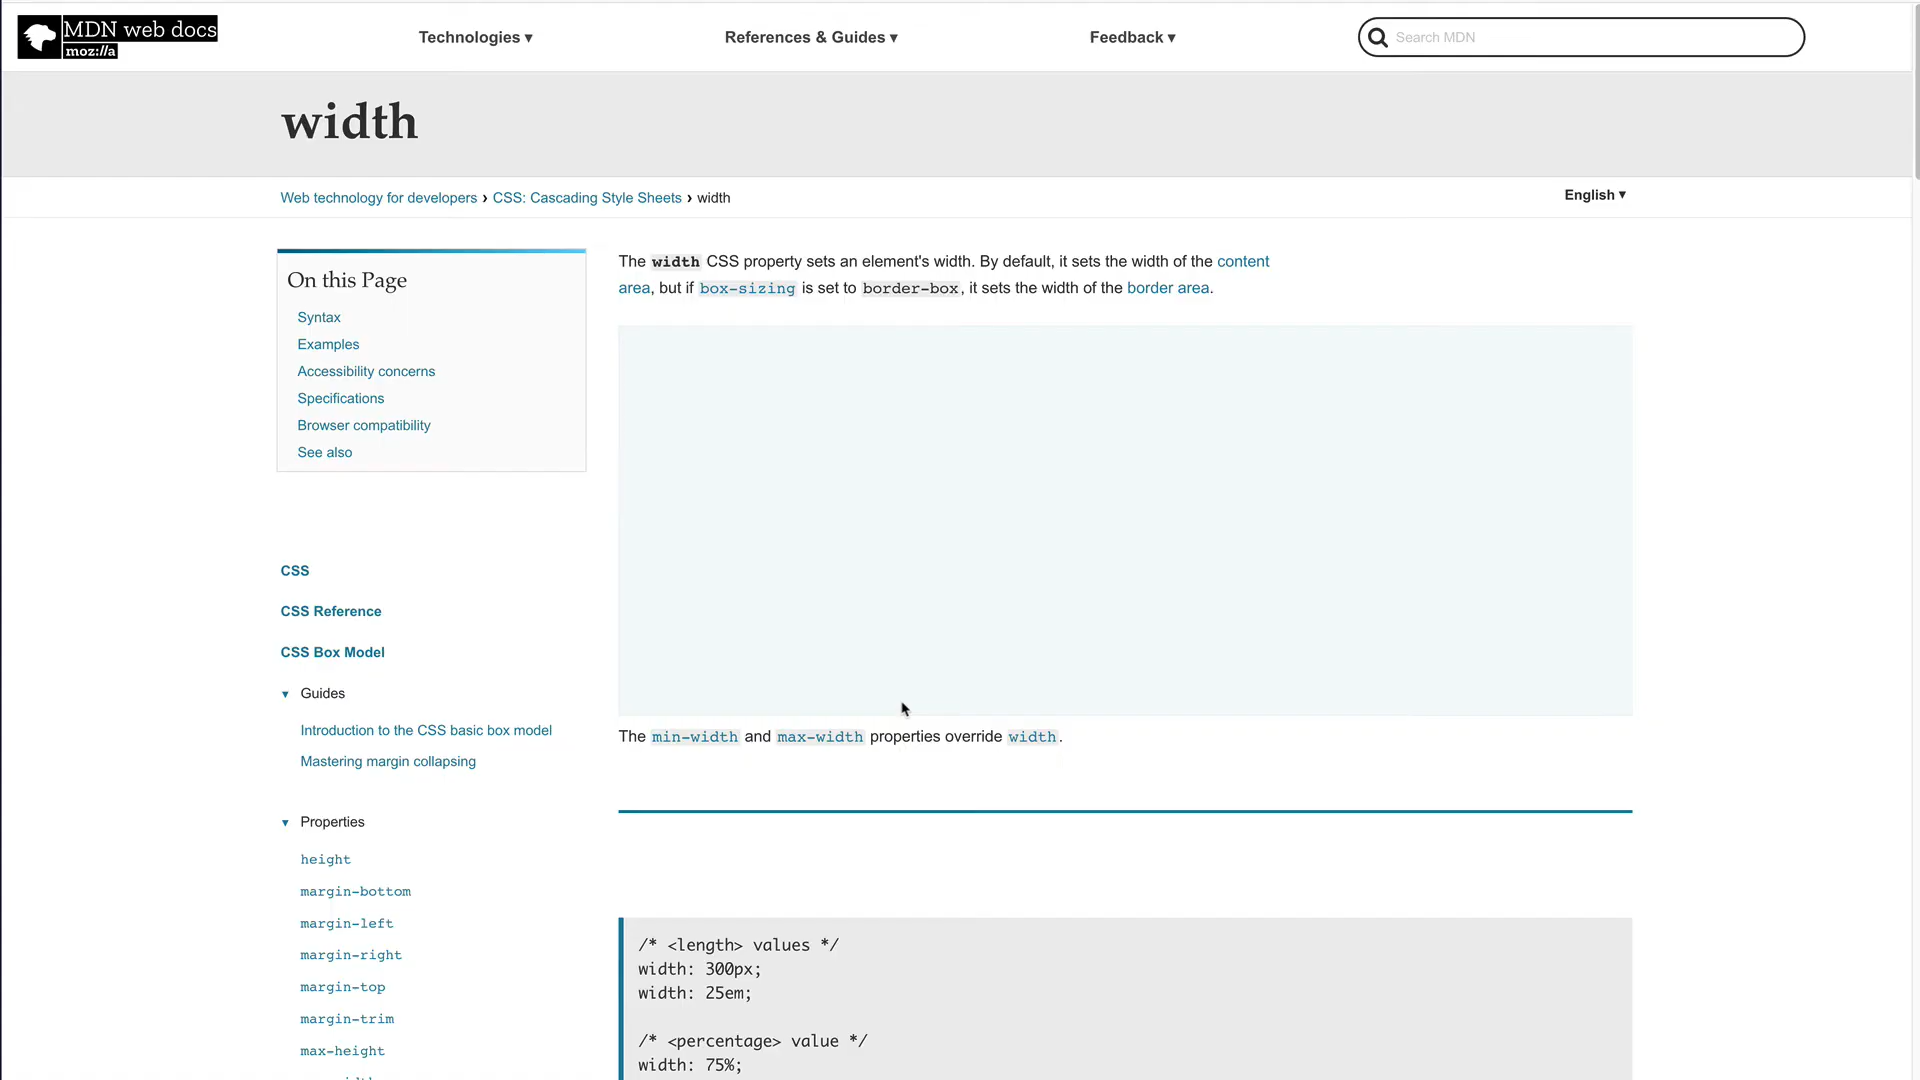 MDN web docs
moz://a
Technologies ▾
References & Guides ▾
Feedback ▾
Search MDN
width
Web technology for developers › CSS: Cascading Style Sheets › width
English ▾
On this Page
Syntax
Examples
Accessibility concerns
Specifications
Browser compatibility
See also
CSS
CSS Reference
CSS Box Model
▼ Guides
Introduction to the CSS basic box model
Mastering margin collapsing
▼ Properties
height
margin-bottom
margin-left
margin-right
margin-top
margin-trim
max-height
The width CSS property sets an element's width. By default, it sets the width of the content
area, but if box-sizing is set to border-box, it sets the width of the border area.
The min-width and max-width properties override width.
/* <length> values */
width: 300px;
width: 25em;
/* <percentage> value */
width: 75%;